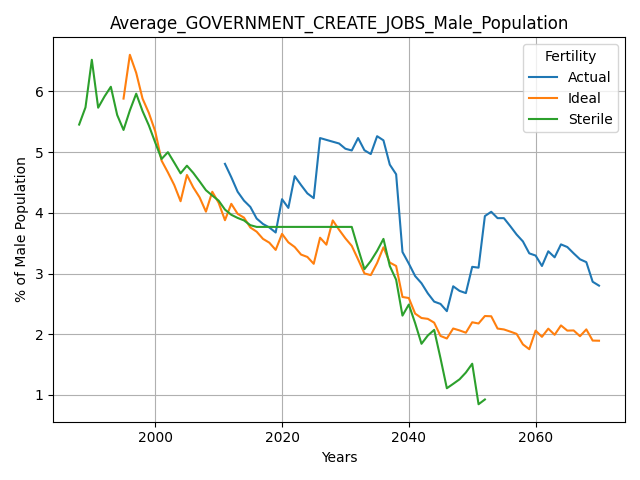 Average_GOVERNMENT_CREATE_JOBS_Male_Population
Fertility
Actual
Ideal
Sterile
% of Male Population
6
5
4
3
2
1
2000 2020 2040 2060
Years